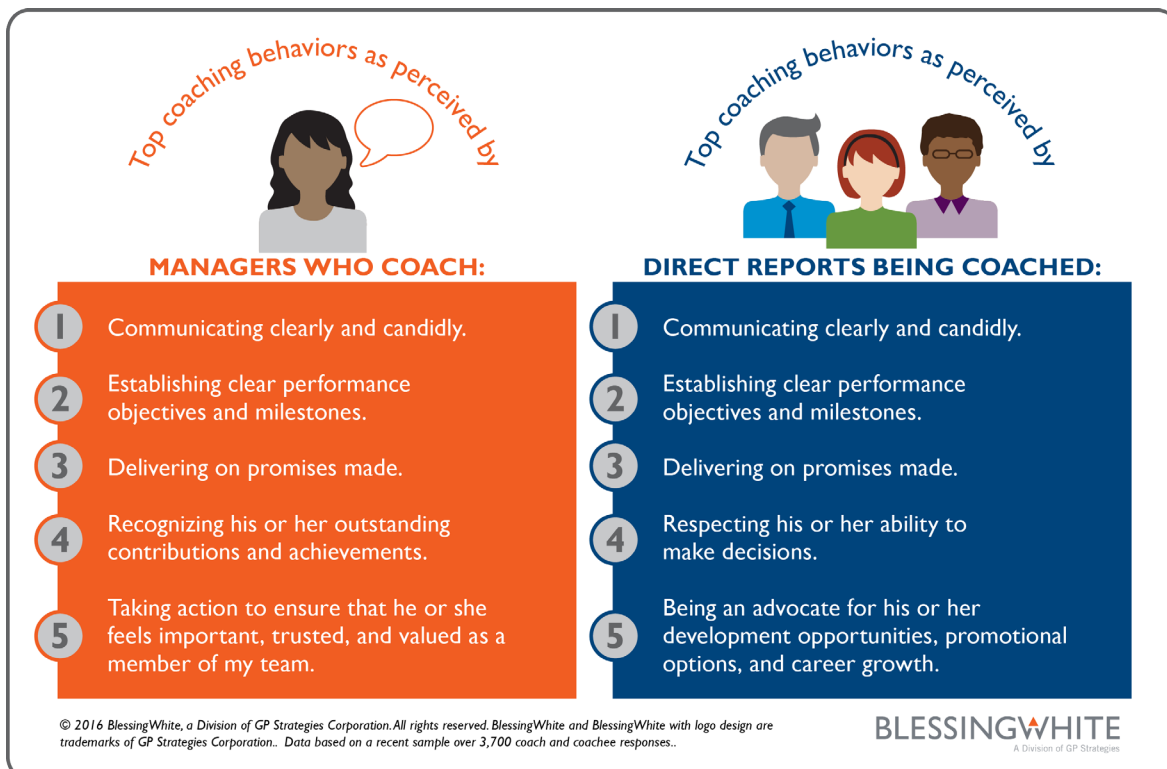 Top coaching behaviors as perceived by
MANAGERS WHO COACH:
1
Communicating clearly and candidly.
2
Establishing clear performance
objectives and milestones.
3
Delivering on promises made.
4
Recognizing his or her outstanding
contributions and achievements.
5
Taking action to ensure that he or she
feels important, trusted, and valued as a
member of my team.
Top coaching behaviors as perceived by
DIRECT REPORTS BEING COACHED:
1
Communicating clearly and candidly.
2
Establishing clear performance
objectives and milestones.
3
Delivering on promises made.
4
Respecting his or her ability to
make decisions.
5
Being an advocate for his or her
development opportunities, promotional
options, and career growth.
© 2016 BlessingWhite, a Division of GP Strategies Corporation. All rights reserved. BlessingWhite and BlessingWhite with logo design are
trademarks of GP Strategies Corporation.. Data based on a recent sample over 3,700 coach and coachee responses..
BLESSINGWHITE
A Division of GP Strategies